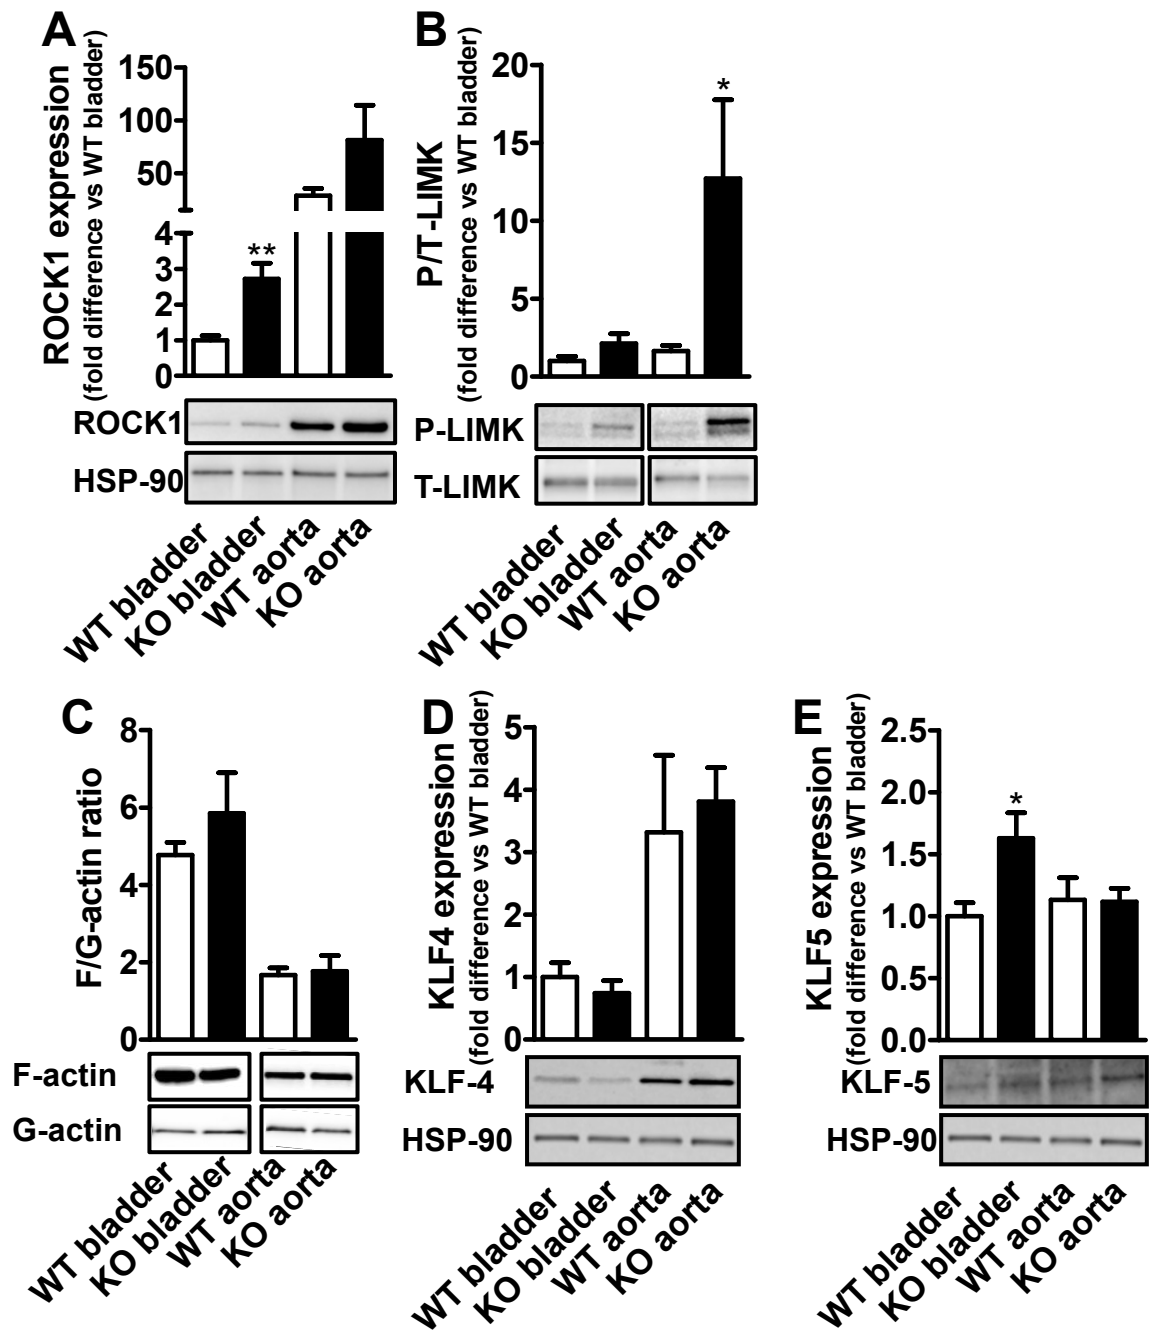 A
ROCK1 expression
(fold difference vs WT bladder)
150
100
50
4
3
2
1
0
**
ROCK1
HSP-90
WT bladder
KO bladder
WT aorta
KO aorta
B
P/T-LIMK
(fold difference vs WT bladder)
20
15
10
5
0
*
P-LIMK
T-LIMK
WT bladder
KO bladder
WT aorta
KO aorta
C
F/G-actin ratio
8
6
4
2
0
F-actin
G-actin
WT bladder
KO bladder
WT aorta
KO aorta
D
KLF4 expression
(fold difference vs WT bladder)
5
4
3
2
1
0
KLF-4
HSP-90
WT bladder
KO bladder
WT aorta
KO aorta
E
KLF5 expression
(fold difference vs WT bladder)
2.5
2.0
1.5
1.0
0.5
0.0
*
KLF-5
HSP-90
WT bladder
KO bladder
WT aorta
KO aorta